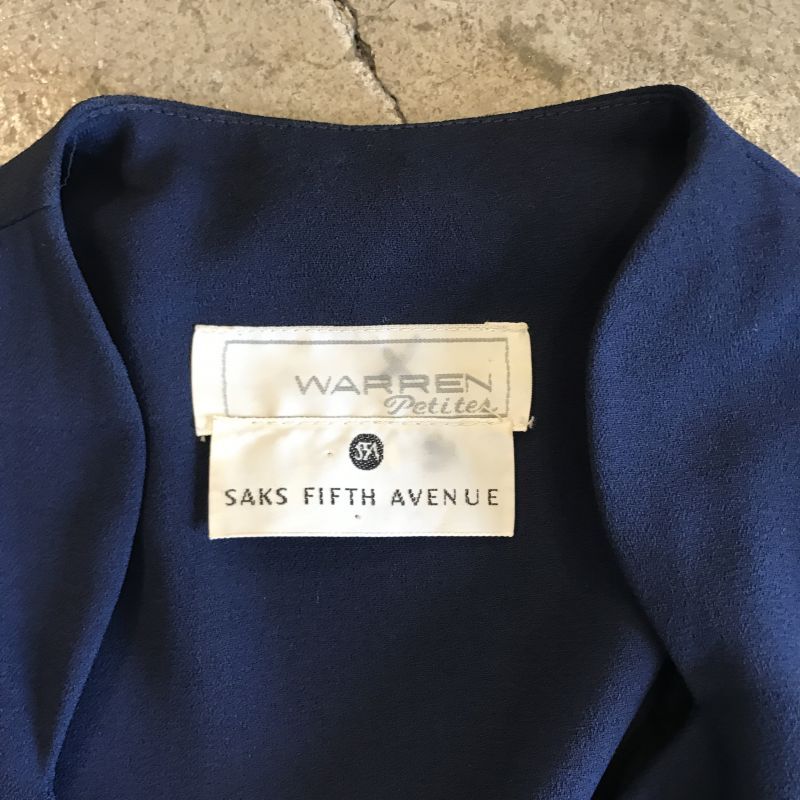 WARREN
Petites
SFA
SAKS FIFTH AVENUE